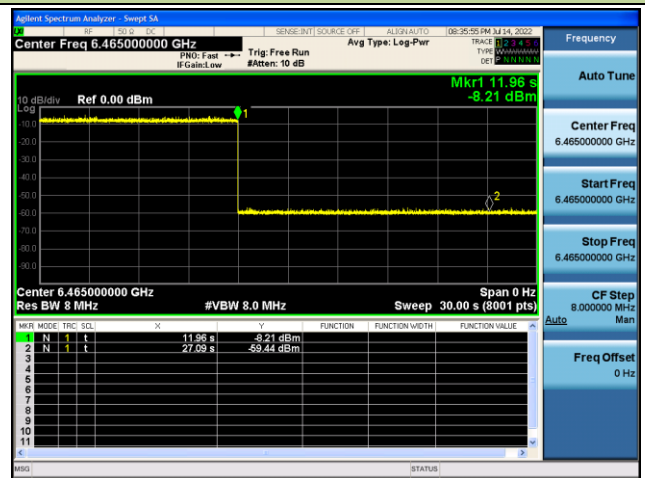 Agilent Spectrum Analyzer - Swept SA
RF 50 Ω DC SENSE:INT SOURCE OFF ALIGN AUTO 08:35:55 PM Jul 14, 2022
Center Freq 6.465000000 GHz
PNO: Fast
IFGain:Low
Trig: Free Run
#Atten: 10 dB
Avg Type: Log-Pwr
TRACE 1 2 3 4 5 6
TYPE
DET P N N N N N
Mkr1 11.96 s
-8.21 dBm
10 dB/div Ref 0.00 dBm
Log
-10.0
-20.0
-30.0
-40.0
-50.0
-60.0
-70.0
-80.0
-90.0
1
2
Center 6.465000000 GHz Span 0 Hz
Res BW 8 MHz #VBW 8.0 MHz Sweep 30.00 s (8001 pts)
MKR MODE TRC SCL X Y FUNCTION FUNCTION WIDTH FUNCTION VALUE
1 N 1 t 11.96 s -8.21 dBm
2 N 1 t 27.09 s -59.44 dBm
3
4
5
6
7
8
9
10
11
MSG STATUS
Frequency
Auto Tune
Center Freq
6.465000000 GHz
Start Freq
6.465000000 GHz
Stop Freq
6.465000000 GHz
CF Step
8.000000 MHz
Auto Man
Freq Offset
0 Hz